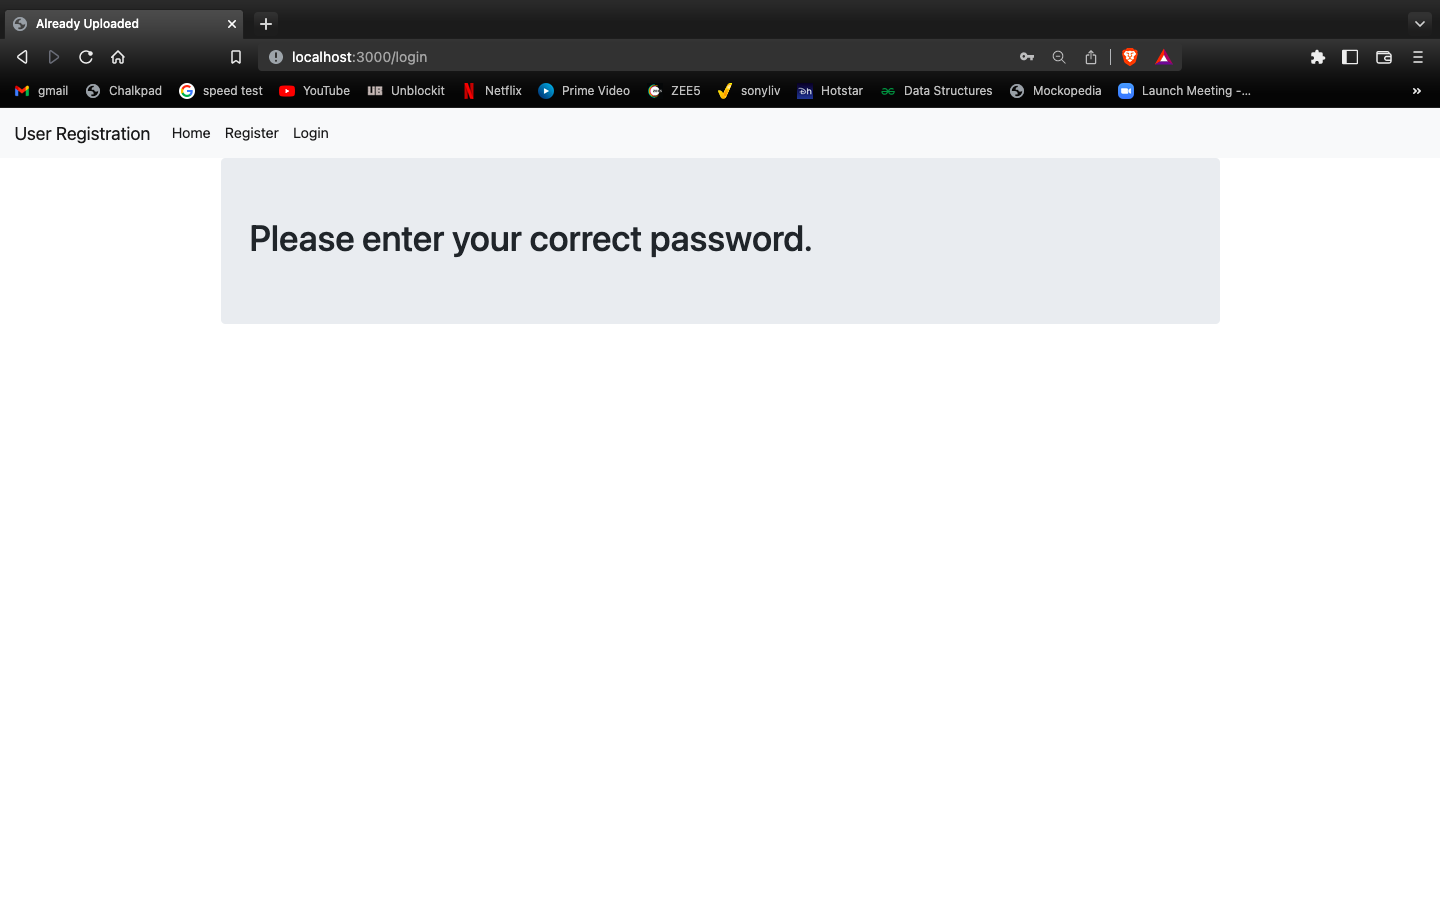 Already Uploaded
localhost:3000/login
gmail Chalkpad speed test YouTube UB Unblockit Netflix Prime Video ZEE5 sonyliv Hotstar Data Structures Mockopedia Launch Meeting -...
User Registration Home Register Login
Please enter your correct password.